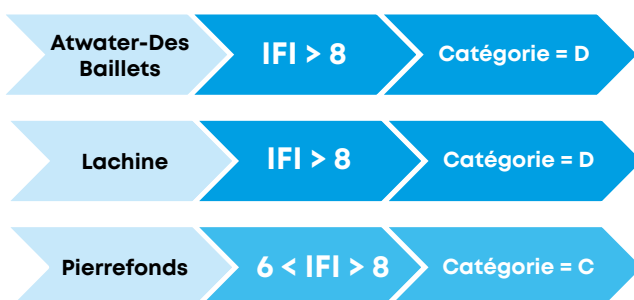 Atwater-Des
Baillets
IFI > 8
Catégorie = D
Lachine
IFI > 8
Catégorie = D
Pierrefonds
6 < IFI > 8
Catégorie = C